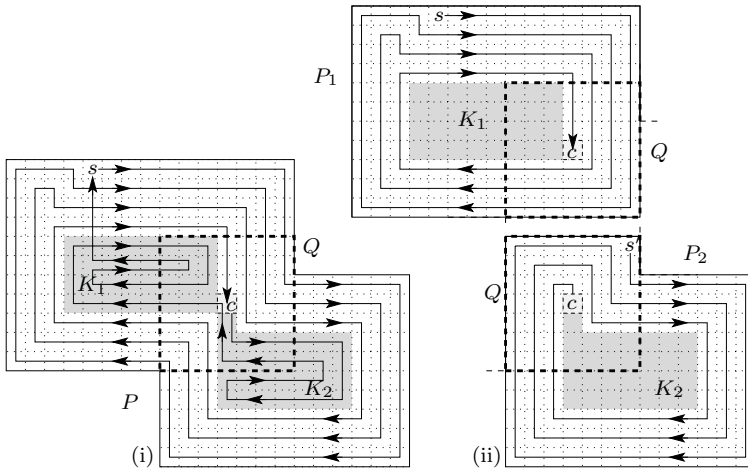 s
P₁
K₁
c
Q
s
Q
K₁
c
K₂
P
(i)
s'
P₂
Q
c
K₂
(ii)